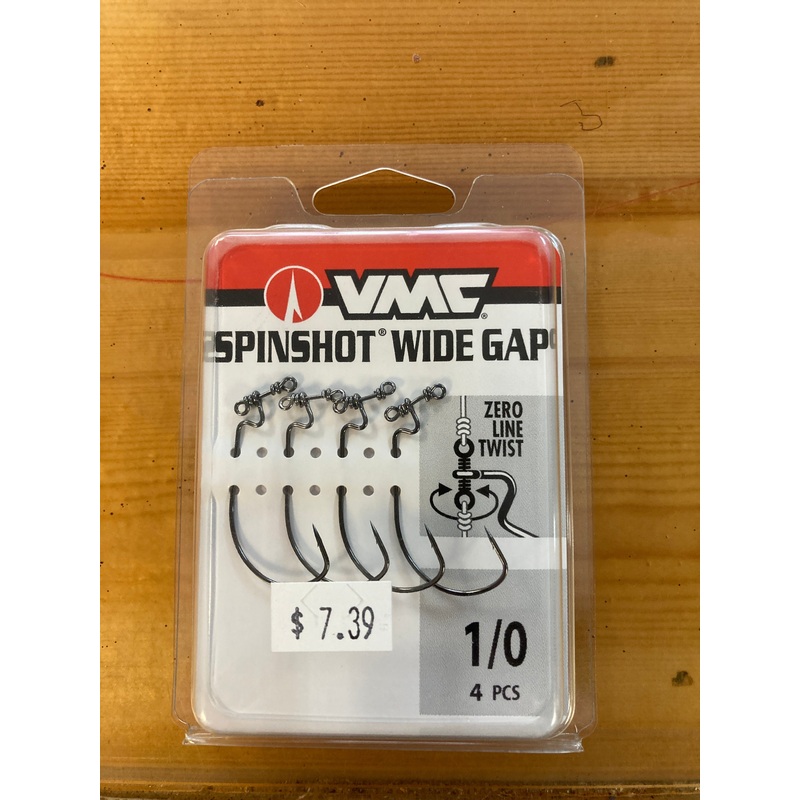 VMC®
SPINSHOT® WIDE GAP
ZERO
LINE
TWIST
$ 7.39
1/0
4 PCS